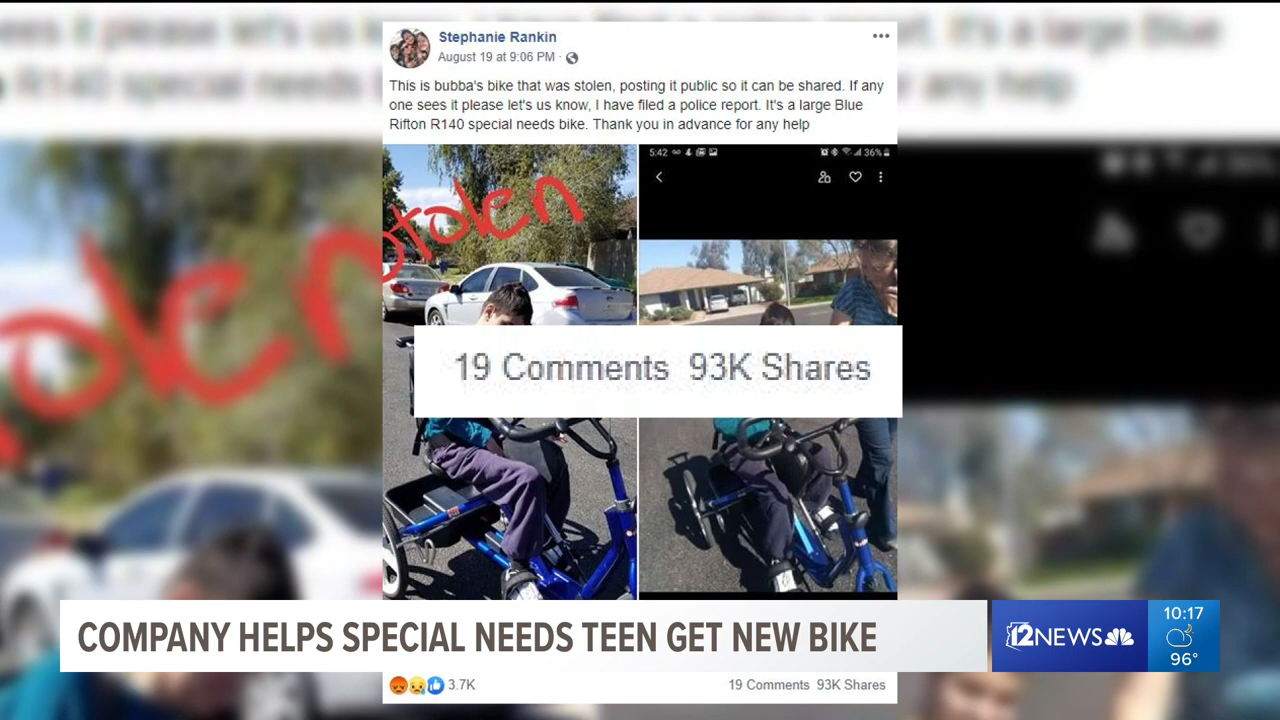 Stephanie Rankin
August 19 at 9:06 PM
This is bubba's bike that was stolen, posting it public so it can be shared. If any
one sees it please let's us know, I have filed a police report. It's a large Blue
Rifton R140 special needs bike. Thank you in advance for any help
5:42
36%
stolen
19 Comments 93K Shares
COMPANY HELPS SPECIAL NEEDS TEEN GET NEW BIKE
12NEWS
10:17
96°
3.7K
19 Comments 93K Shares